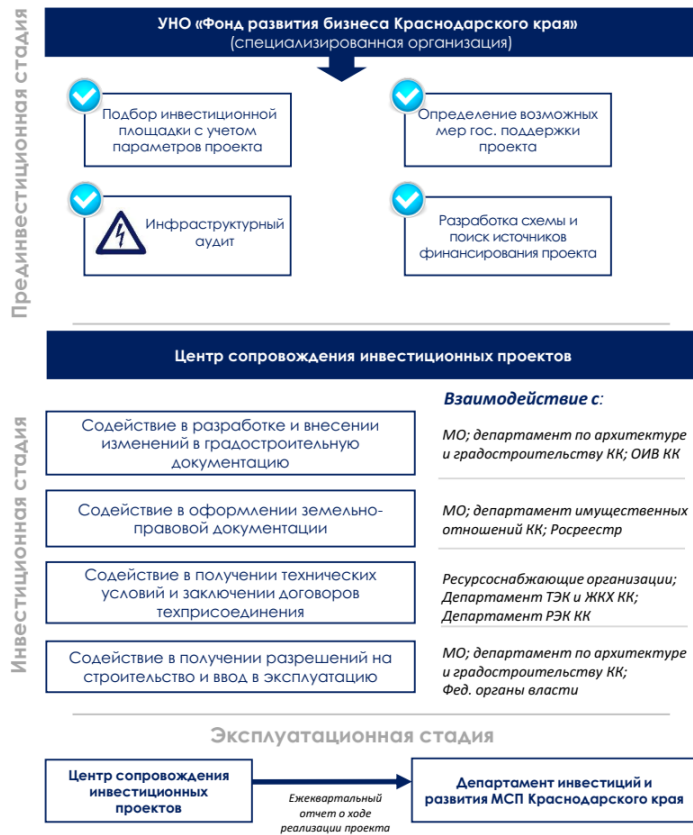 Прединвестиционная стадия
УНО «Фонд развития бизнеса Краснодарского края»
(специализированная организация)
Подбор инвестиционной
площадки с учетом
параметров проекта
Определение возможных
мер гос. поддержки
проекта
Инфраструктурный
аудит
Разработка схемы и
поиск источников
финансирования проекта
Инвестиционная стадия
Центр сопровождения инвестиционных проектов
Взаимодействие с:
Содействие в разработке и внесении
изменений в градостроительную
документацию
МО; департамент по архитектуре
и градостроительству КК; ОИВ КК
Содействие в оформлении земельно-
правовой документации
МО; департамент имущественных
отношений КК; Росреестр
Содействие в получении технических
условий и заключении договоров
техприсоединения
Ресурсоснабжающие организации;
Департамент ТЭК и ЖКХ КК;
Департамент РЭК КК
Содействие в получении разрешений на
строительство и ввод в эксплуатацию
МО; департамент по архитектуре
и градостроительству КК;
Фед. органы власти
Эксплуатационная стадия
Центр сопровождения
инвестиционных
проектов
Ежеквартальный
отчет о ходе
реализации проекта
Департамент инвестиций и
развития МСП Краснодарского края